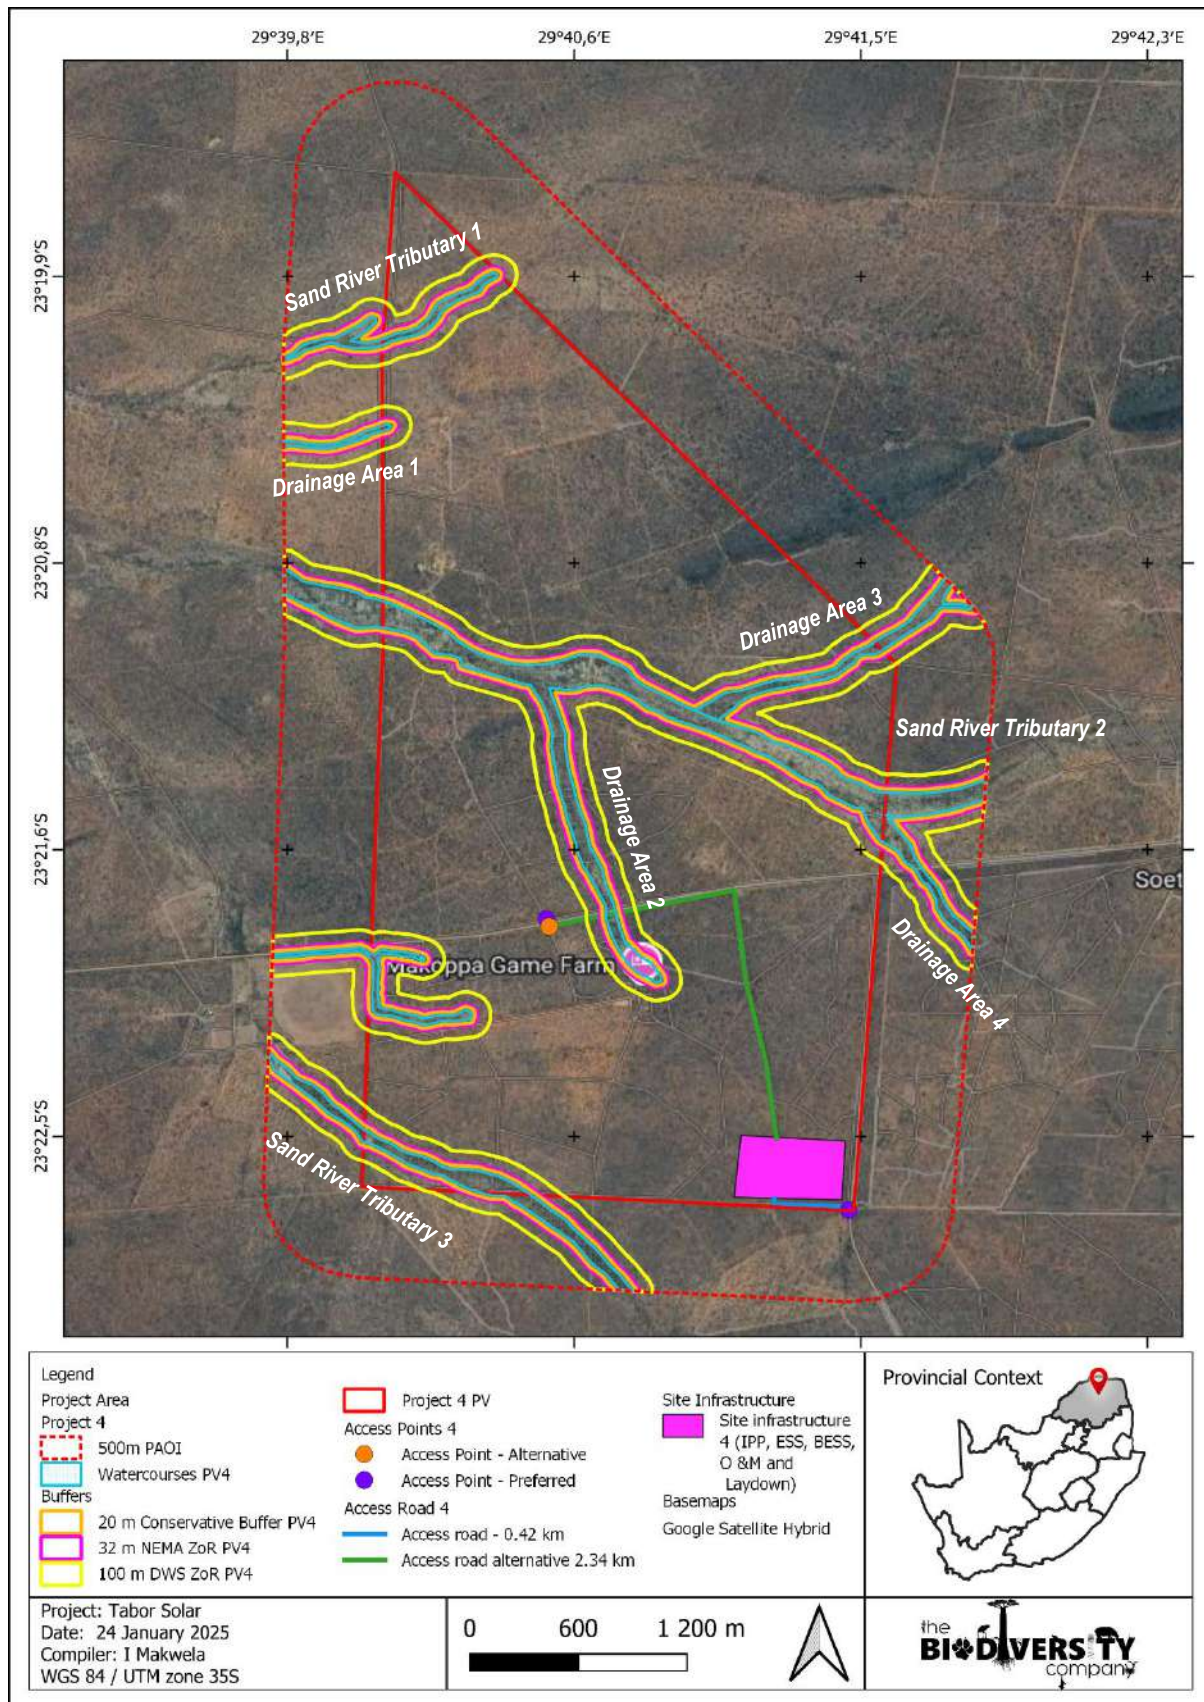 29°39,8'E
29°40,6'E
29°41,5'E
29°42,3'E
23°19,9'S
23°20,8'S
23°21,6'S
23°22,5'S
Sand River Tributary 1
Drainage Area 1
Drainage Area 3
Sand River Tributary 2
Drainage Area 2
Soet
Makoppa Game Farm
Drainage Area 4
Sand River Tributary 3
Legend
Project Area
Project 4
500m PAOI
Watercourses PV4
Buffers
20 m Conservative Buffer PV4
32 m NEMA ZoR PV4
100 m DWS ZoR PV4
Project 4 PV
Access Points 4
Access Point - Alternative
Access Point - Preferred
Access Road 4
Access road - 0.42 km
Access road alternative 2.34 km
Site Infrastructure
Site infrastructure
4 (IPP, ESS, BESS,
O &M and
Laydown)
Basemaps
Google Satellite Hybrid
Provincial Context
Project: Tabor Solar
Date: 24 January 2025
Compiler: I Makwela
WGS 84 / UTM zone 35S
0 600 1 200 m
the
BIODIVERSITY
company